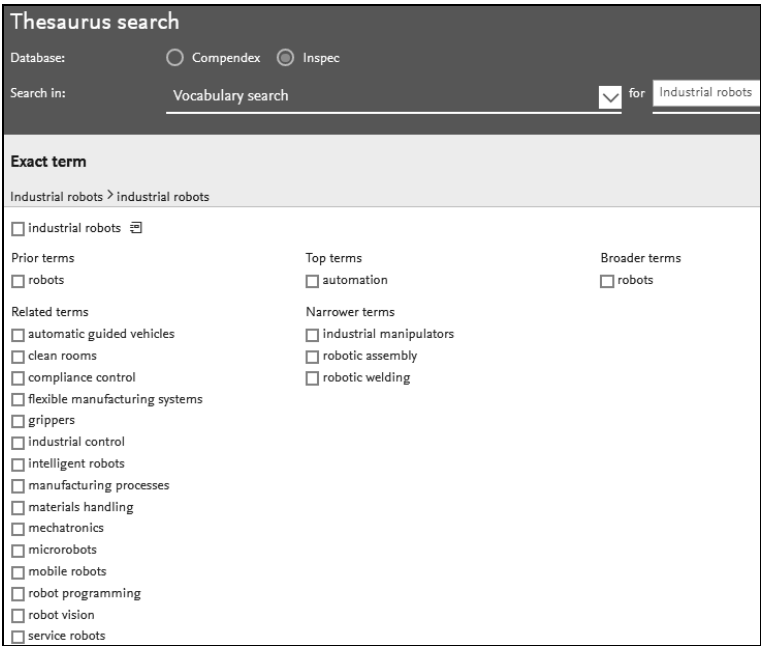 Thesaurus search
Database: Compendex Inspec
Search in: Vocabulary search for Industrial robots
Exact term
Industrial robots > industrial robots
industrial robots
Prior terms Top terms Broader terms
robots automation robots
Related terms Narrower terms
automatic guided vehicles industrial manipulators
clean rooms robotic assembly
compliance control robotic welding
flexible manufacturing systems
grippers
industrial control
intelligent robots
manufacturing processes
materials handling
mechatronics
microrobots
mobile robots
robot programming
robot vision
service robots